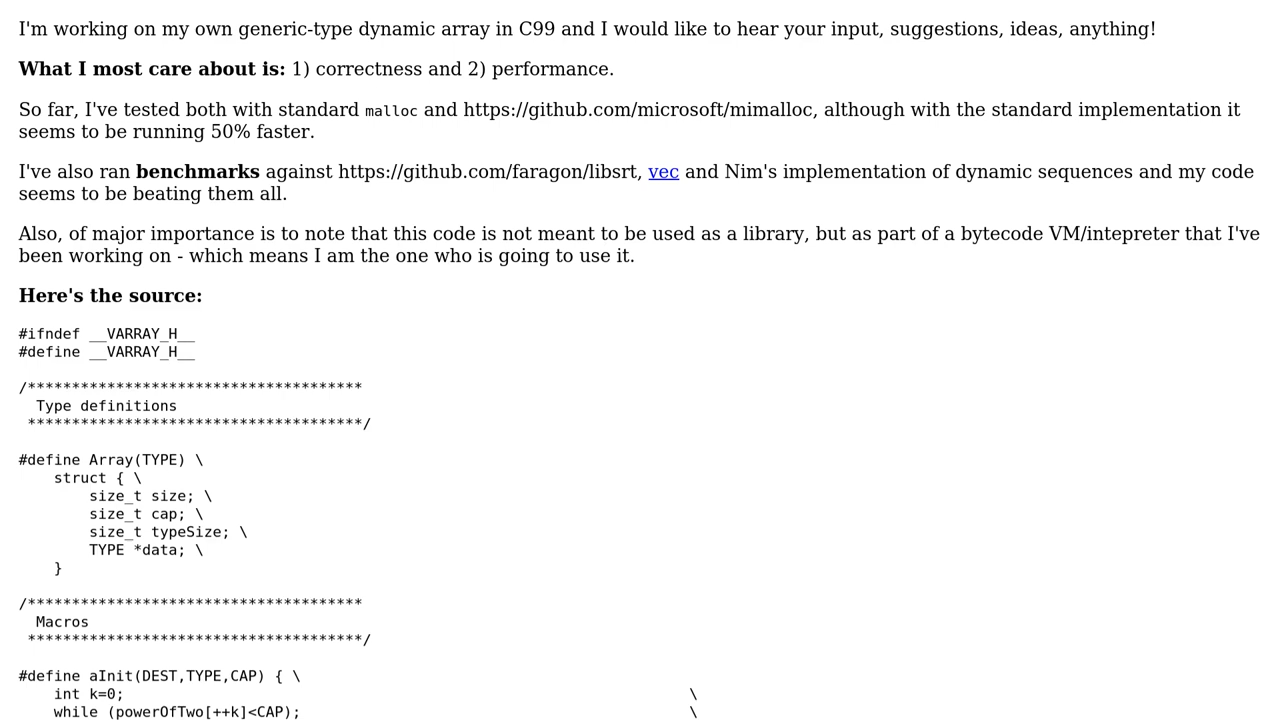 I'm working on my own generic-type dynamic array in C99 and I would like to hear your input, suggestions, ideas, anything!
What I most care about is: 1) correctness and 2) performance.
So far, I've tested both with standard malloc and https://github.com/microsoft/mimalloc, although with the standard implementation it
seems to be running 50% faster.
I've also ran benchmarks against https://github.com/faragon/libsrt, vec and Nim's implementation of dynamic sequences and my code
seems to be beating them all.
Also, of major importance is to note that this code is not meant to be used as a library, but as part of a bytecode VM/intepreter that I've
been working on - which means I am the one who is going to use it.
Here's the source:
#ifndef __VARRAY_H__
#define __VARRAY_H__
/**************************************
  Type definitions
 **************************************/
#define Array(TYPE) \
    struct { \
        size_t size; \
        size_t cap; \
        size_t typeSize; \
        TYPE *data; \
    }
/**************************************
  Macros
 **************************************/
#define aInit(DEST,TYPE,CAP) { \
    int k=0;                                                                \
    while (powerOfTwo[++k]<CAP);                                            \